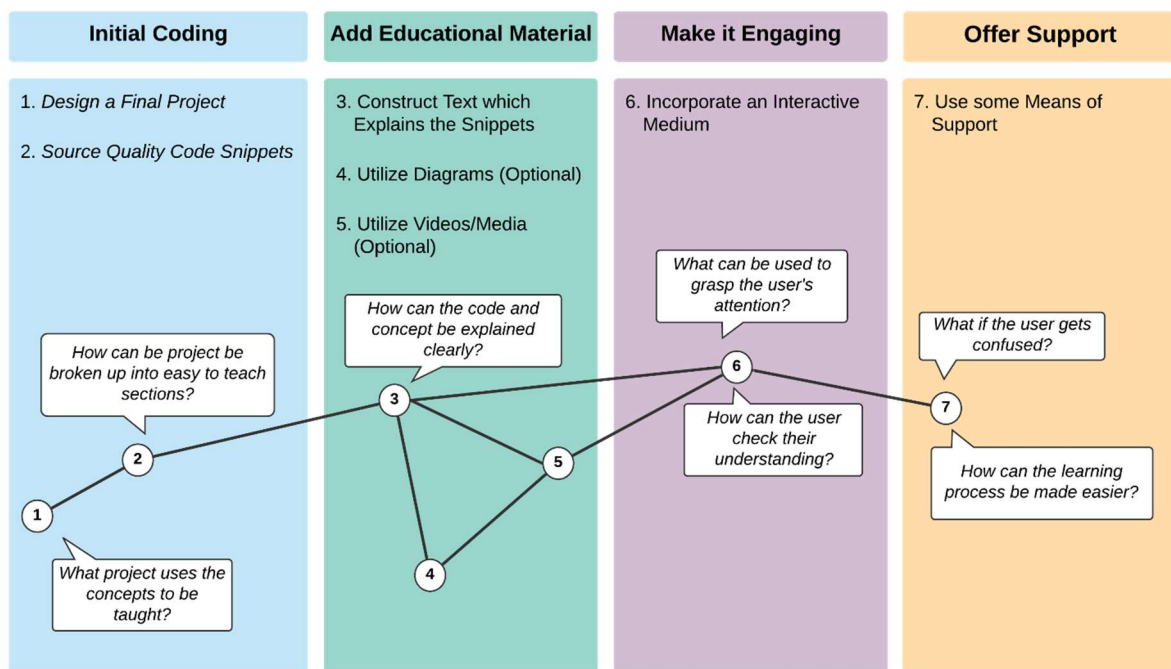 Initial Coding
Add Educational Material
Make it Engaging
Offer Support
1. Design a Final Project
2. Source Quality Code Snippets
3. Construct Text which
Explains the Snippets
4. Utilize Diagrams (Optional)
5. Utilize Videos/Media
(Optional)
6. Incorporate an Interactive
Medium
7. Use some Means of
Support
How can be project be
broken up into easy to teach
sections?
How can the code and
concept be explained
clearly?
What can be used to
grasp the user's
attention?
What if the user gets
confused?
1
2
3
4
5
6
7
What project uses the
concepts to be
taught?
How can the user
check their
understanding?
How can the learning
process be made easier?